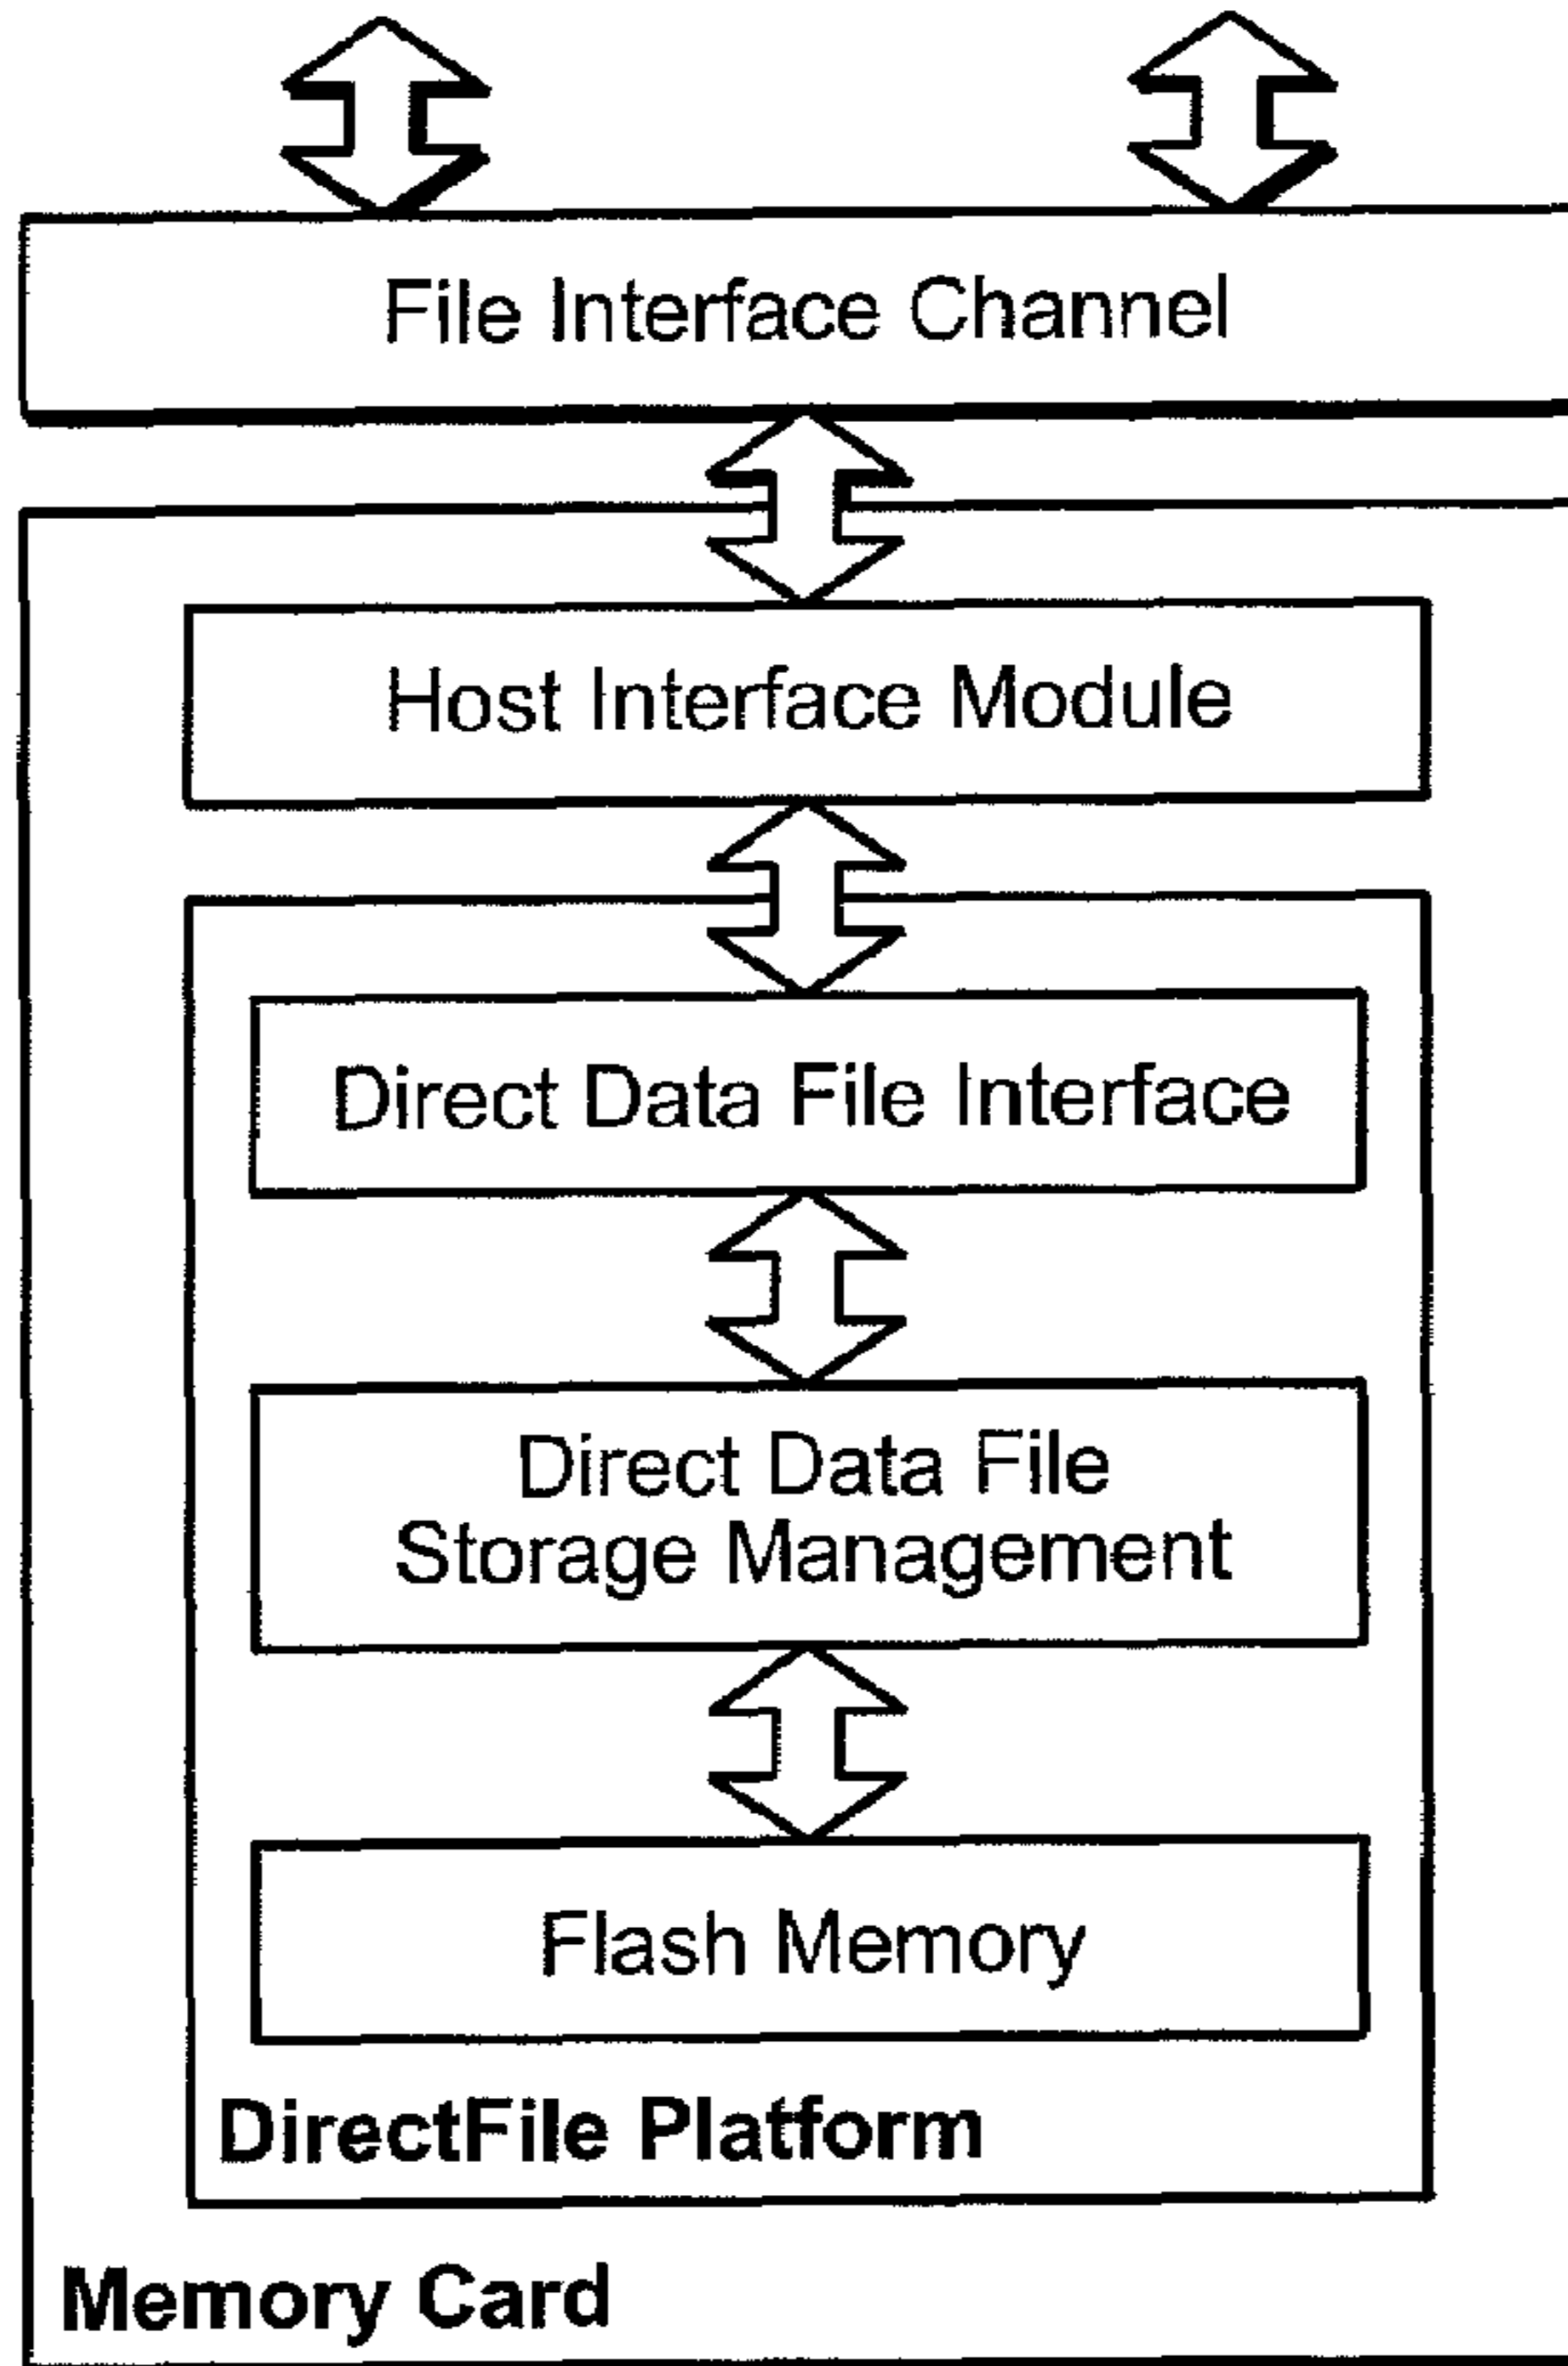 File Interface Channel
Host Interface Module
Direct Data File Interface
Direct Data File
Storage Management
Flash Memory
DirectFile Platform
Memory Card